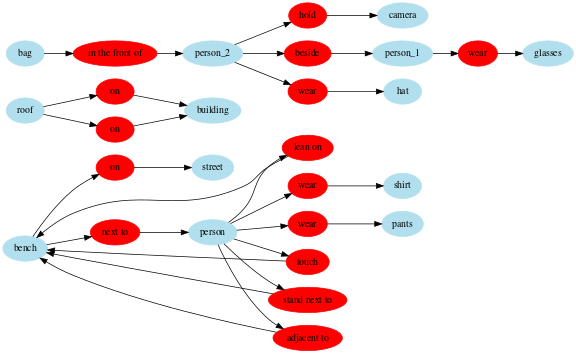 hold
camera
bag
in the front of
person_2
beside
person_1
wear
glasses
on
wear
hat
roof
building
on
lean on
on
street
wear
shirt
next to
person
wear
pants
bench
touch
stand next to
adjacent to